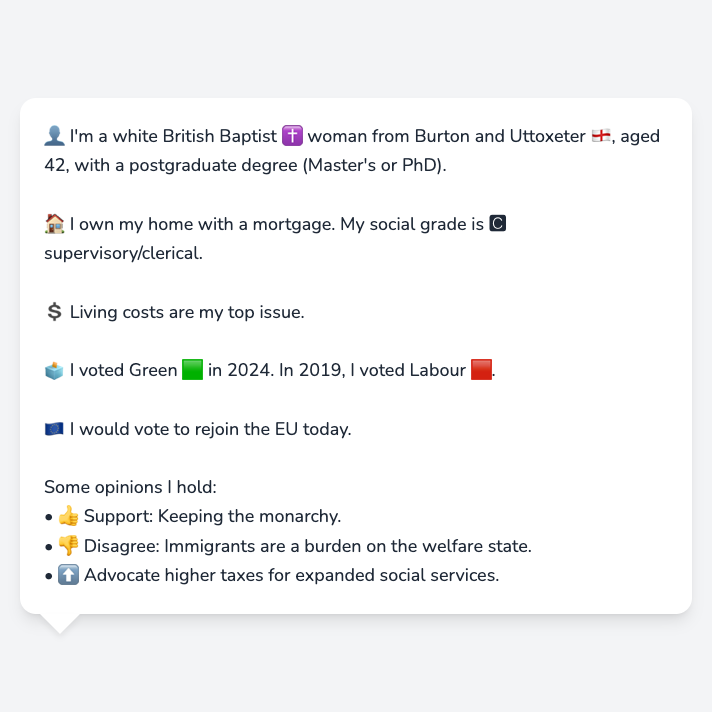 👤 I'm a white British Baptist ✝️ woman from Burton and Uttoxeter 🏴󠁧󠁢󠁥󠁮󠁧󠁿, aged
42, with a postgraduate degree (Master's or PhD).
🏠 I own my home with a mortgage. My social grade is 🅲
supervisory/clerical.
💲 Living costs are my top issue.
🗳️ I voted Green 🟩 in 2024. In 2019, I voted Labour 🟥.
🇪🇺 I would vote to rejoin the EU today.
Some opinions I hold:
• 👍 Support: Keeping the monarchy.
• 👎 Disagree: Immigrants are a burden on the welfare state.
• ⬆️ Advocate higher taxes for expanded social services.